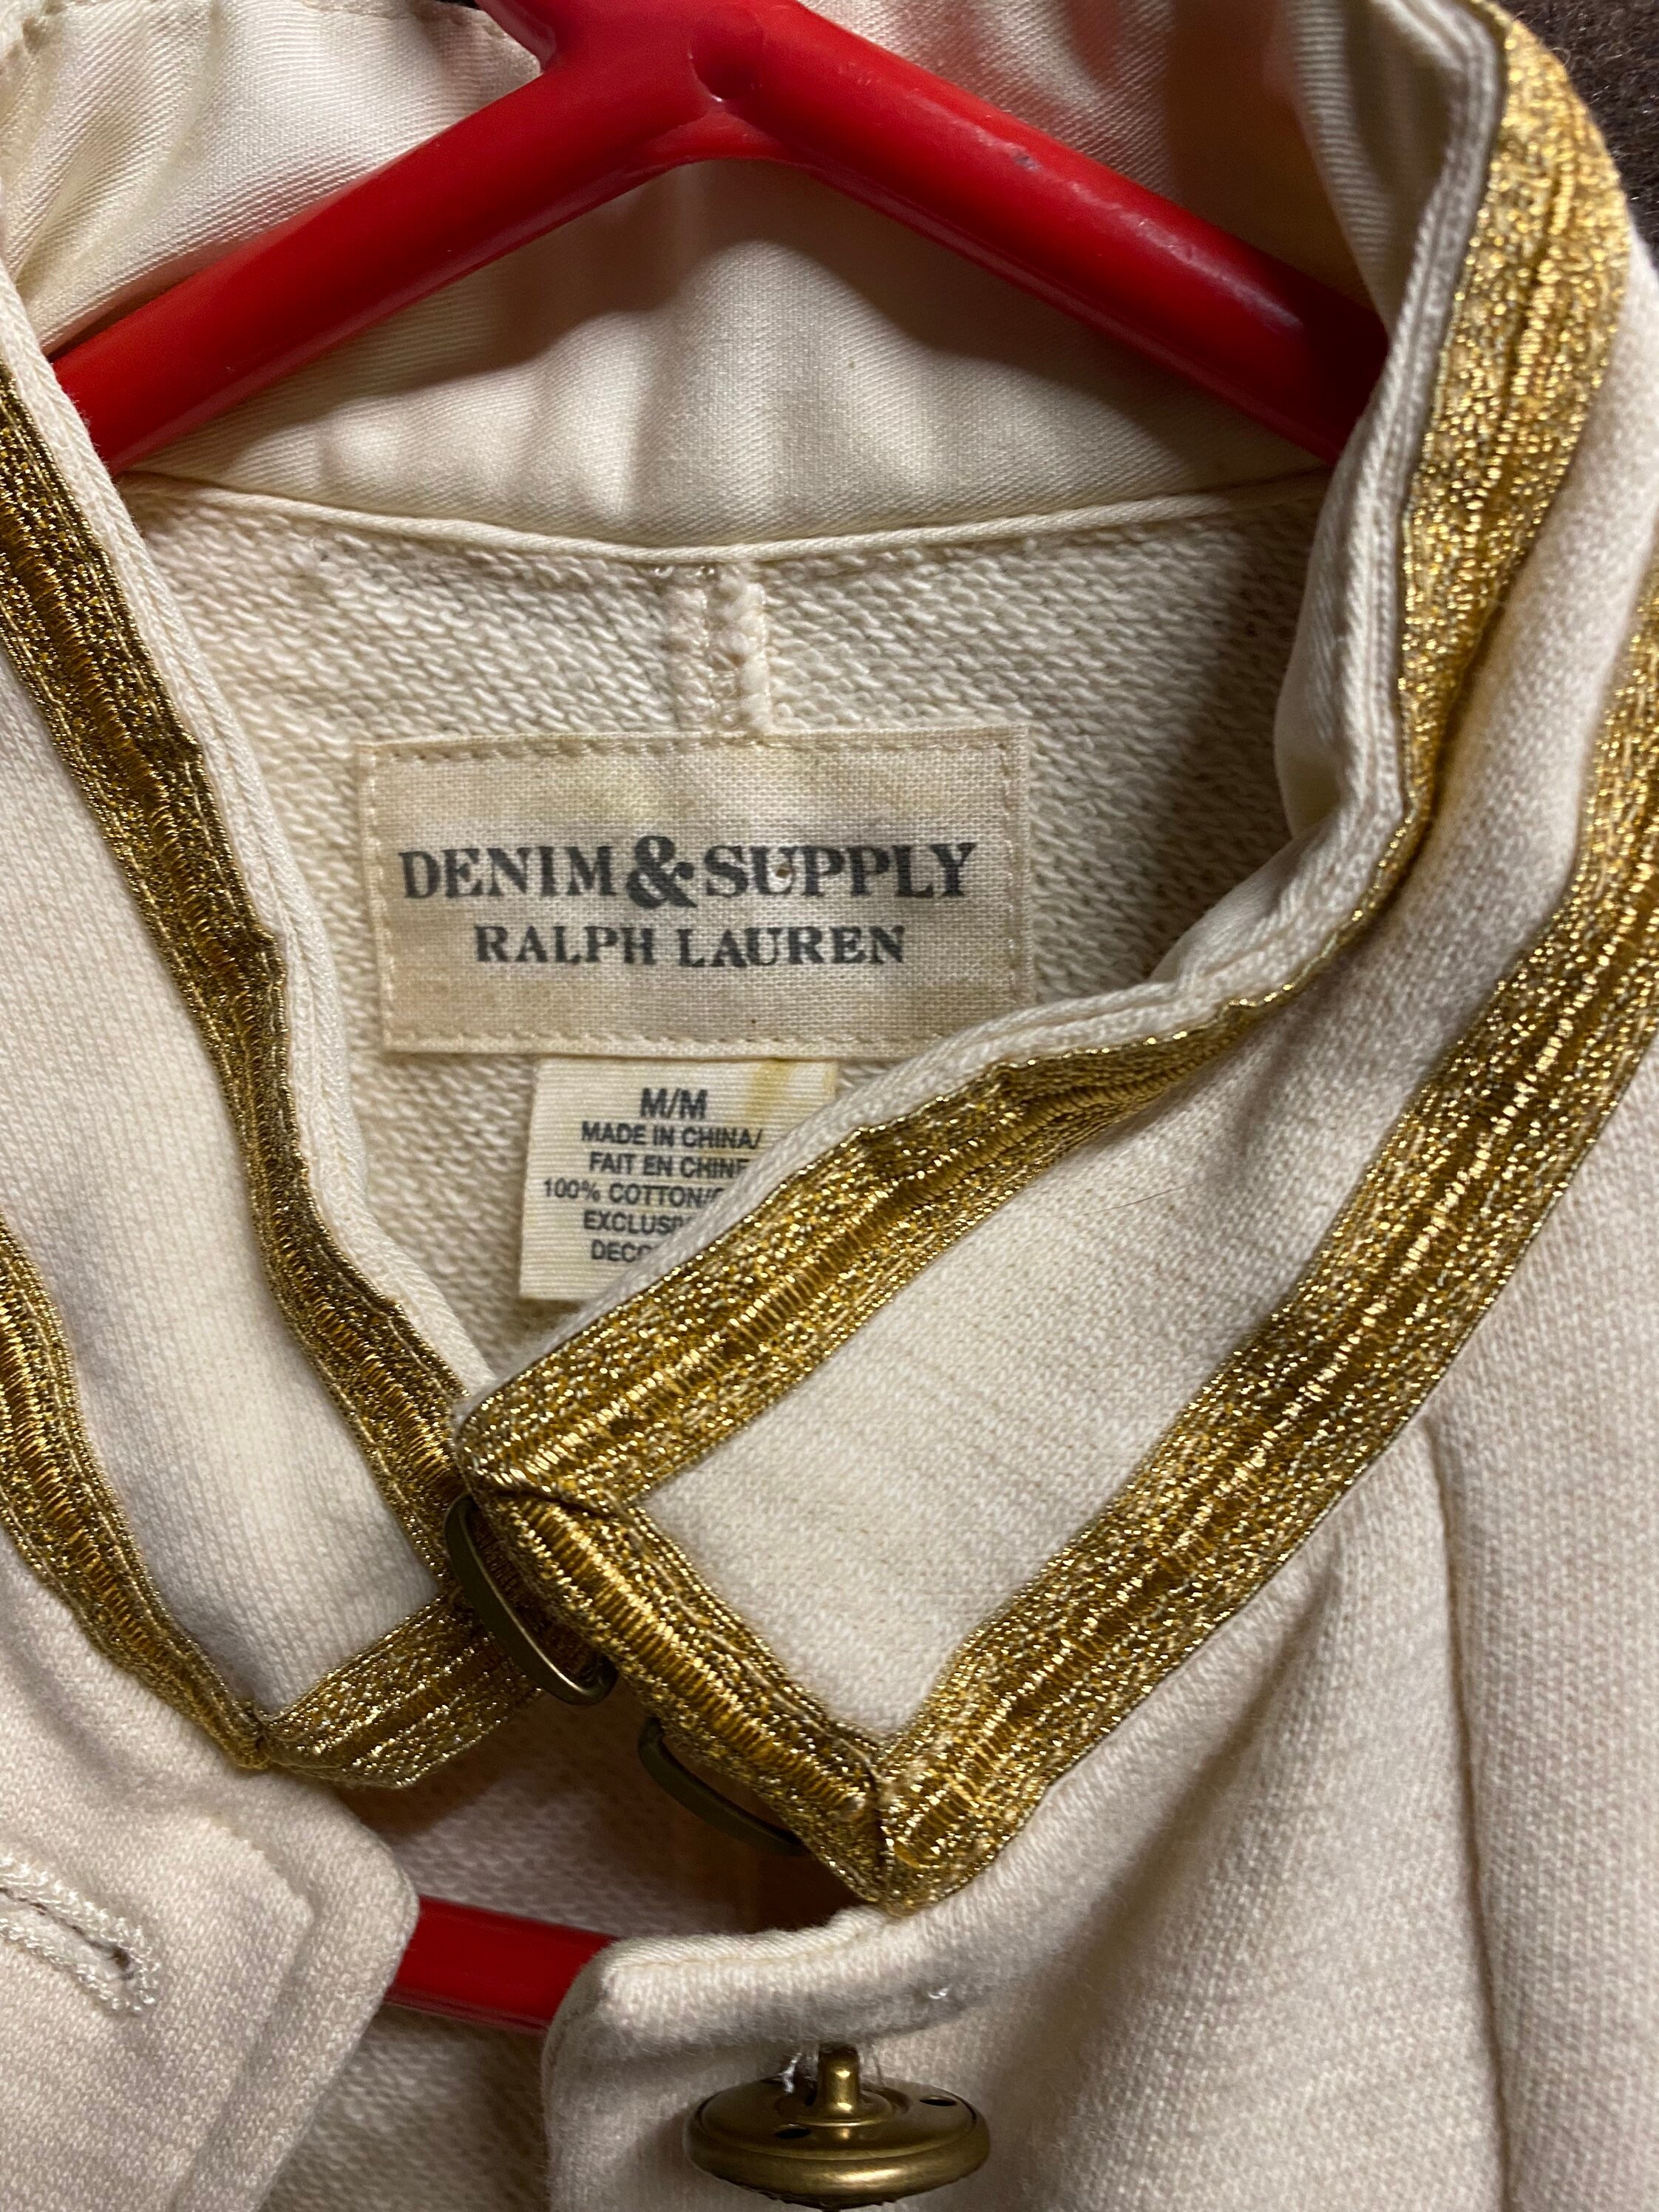 DENIM & SUPPLY
RALPH LAUREN
M/M
MADE IN CHINA/
FAIT EN CHINE
100% COTTON/